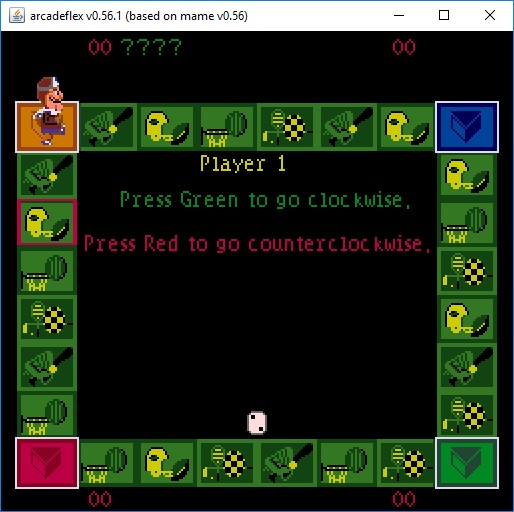 arcadeflex v0.56.1 (based on mame v0.56)
00 ???? 00
Player 1
Press Green to go clockwise.
Press Red to go counterclockwise.
00 00